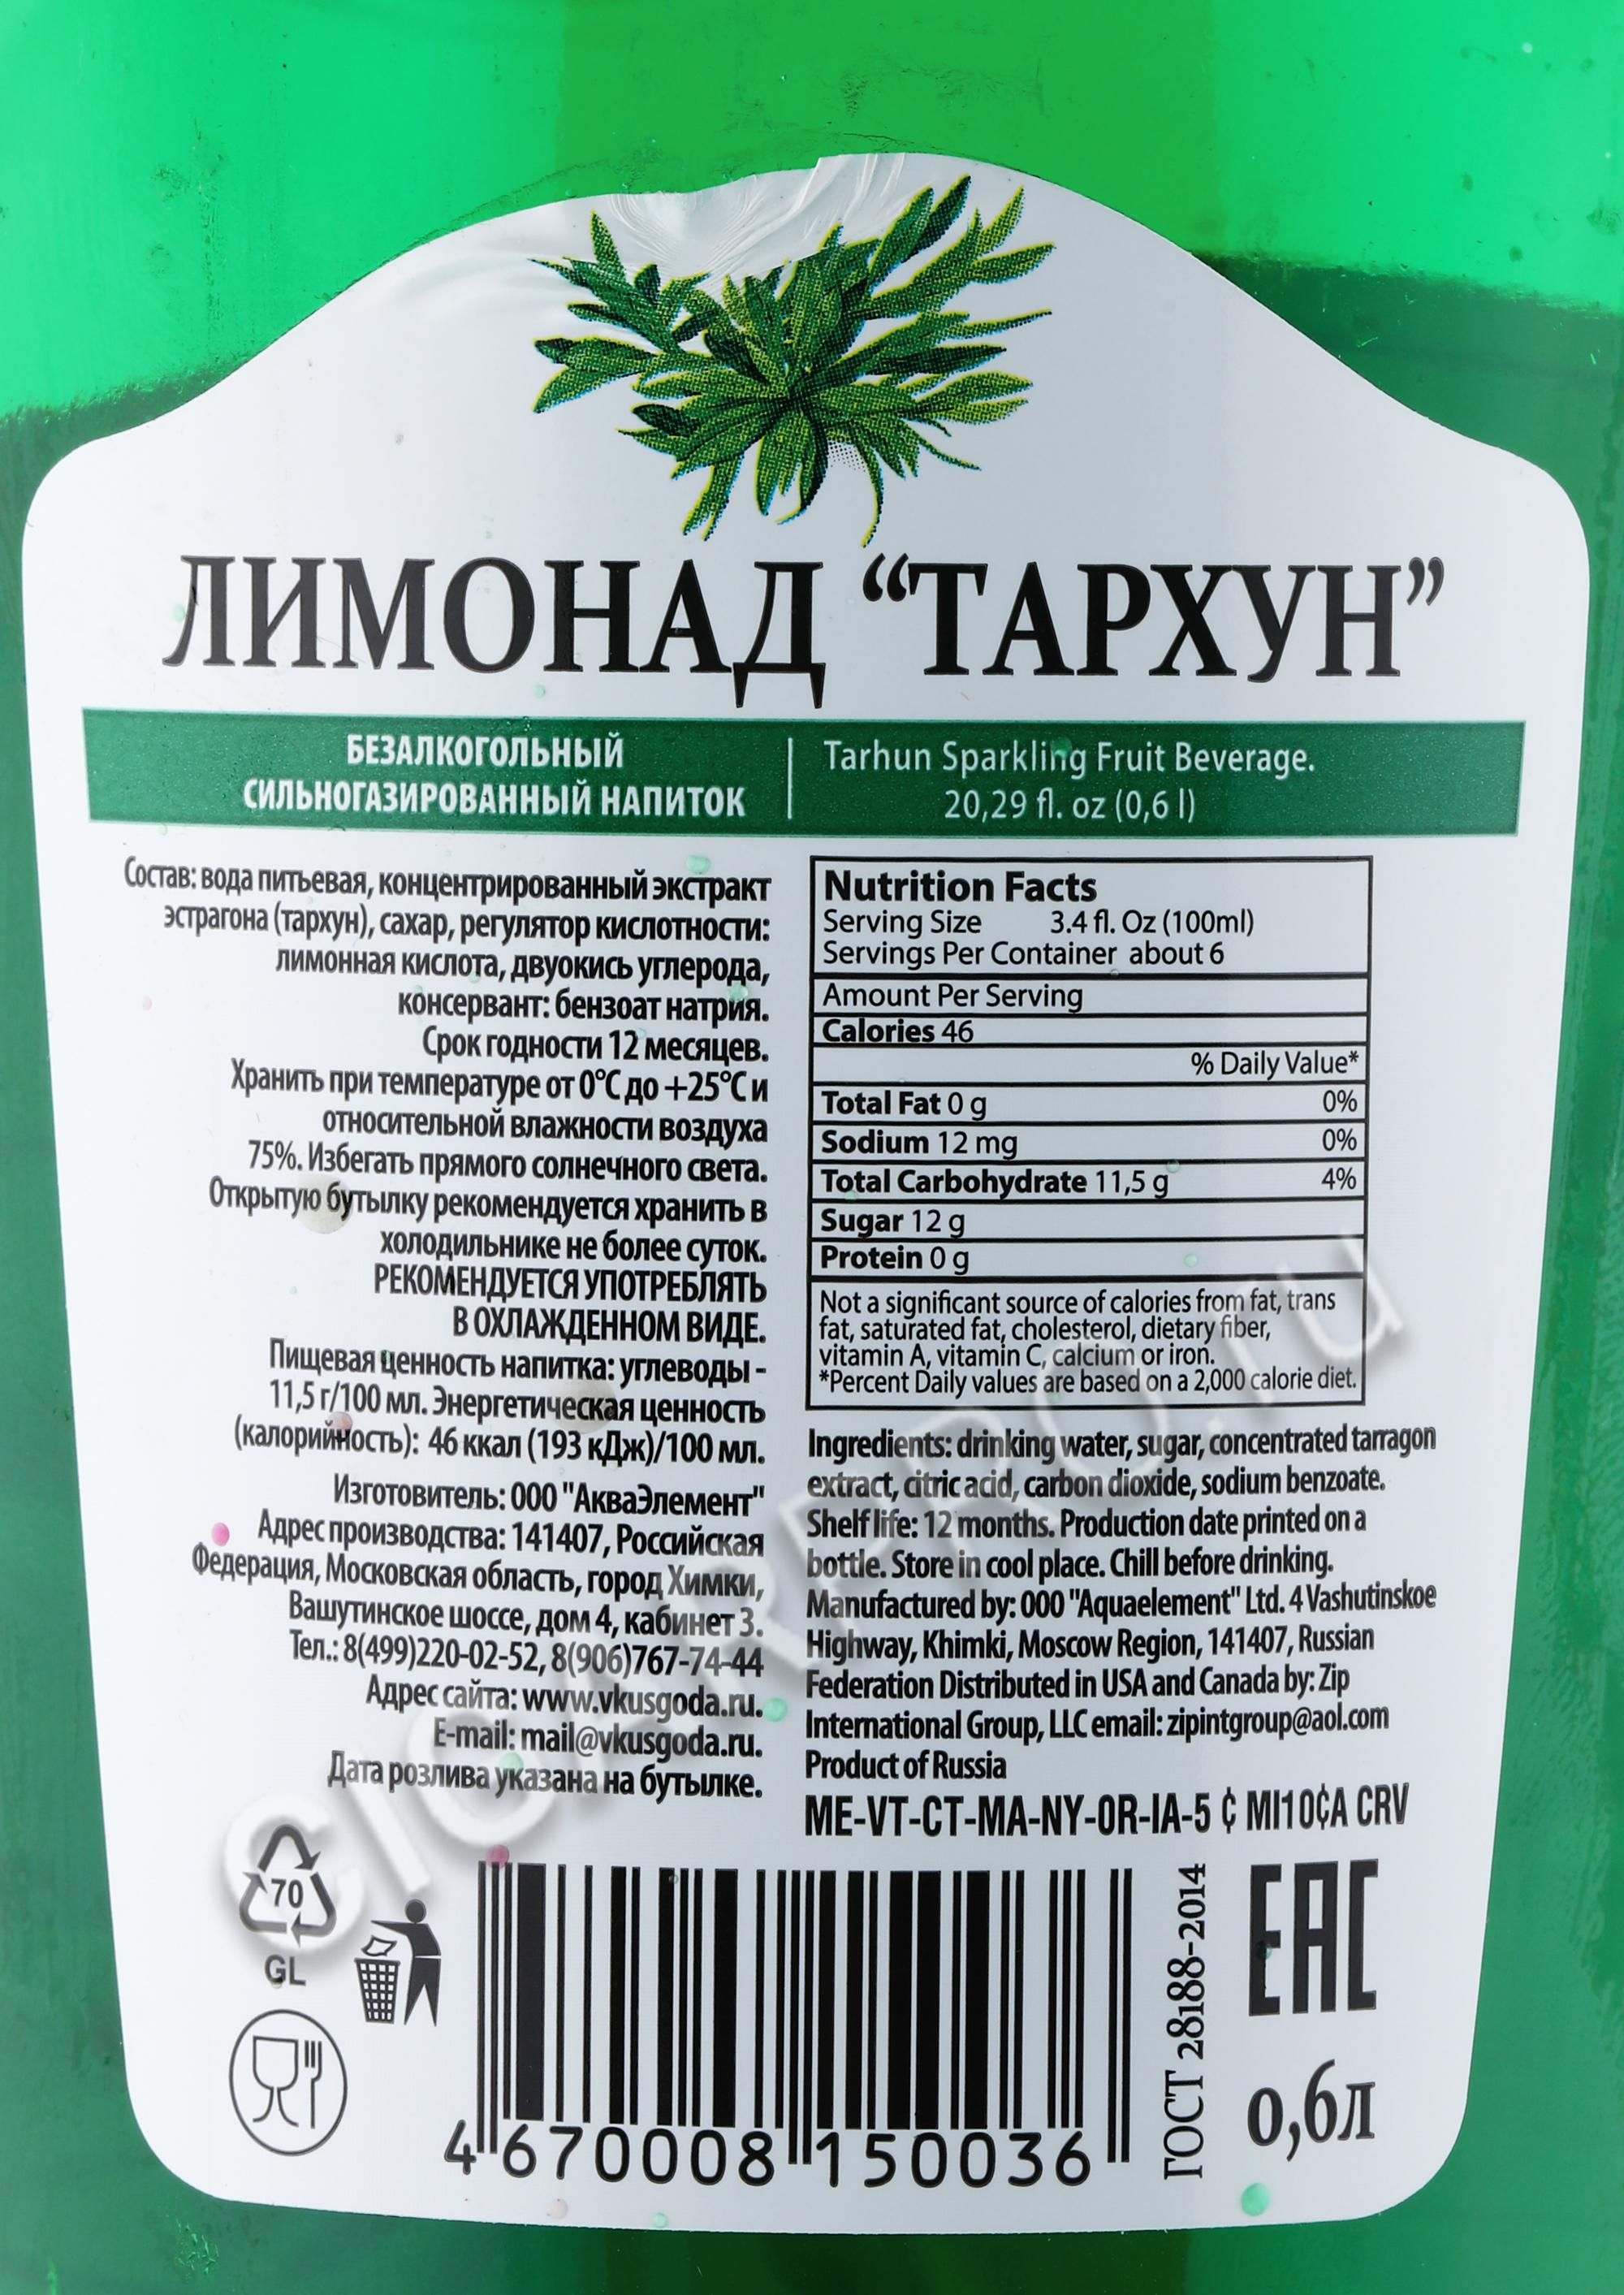 ЛИМОНАД “ТАРХУН”
БЕЗАЛКОГОЛЬНЫЙ
СИЛЬНОГАЗИРОВАННЫЙ НАПИТОК
Tarhun Sparkling Fruit Beverage.
20,29 fl. oz (0,6 l)
Состав: вода питьевая, концентрированный экстракт
эстрагона (тархун), сахар, регулятор кислотности:
лимонная кислота, двуокись углерода,
консервант: бензоат натрия.
Срок годности 12 месяцев.
Хранить при температуре от 0°С до +25°С и
относительной влажности воздуха
75%. Избегать прямого солнечного света.
Открытую бутылку рекомендуется хранить в
холодильнике не более суток.
РЕКОМЕНДУЕТСЯ УПОТРЕБЛЯТЬ
В ОХЛАЖДЕННОМ ВИДЕ.
Пищевая ценность напитка: углеводы -
11,5 г/100 мл. Энергетическая ценность
(калорийность): 46 ккал (193 кДж)/100 мл.
Изготовитель: ООО "АкваЭлемент"
Адрес производства: 141407, Российская
Федерация, Московская область, город Химки,
Вашутинское шоссе, дом 4, кабинет 3.
Тел.: 8(499)220-02-52, 8(906)767-74-44
Адрес сайта: www.vkusgoda.ru.
E-mail: mail@vkusgoda.ru.
Дата розлива указана на бутылке.
Nutrition Facts
Serving Size 3.4 fl. Oz (100ml)
Servings Per Container about 6
Amount Per Serving
Calories 46
% Daily Value*
Total Fat 0 g 0%
Sodium 12 mg 0%
Total Carbohydrate 11,5 g 4%
Sugar 12 g
Protein 0 g
Not a significant source of calories from fat, trans
fat, saturated fat, cholesterol, dietary fiber,
vitamin A, vitamin C, calcium or iron.
*Percent Daily values are based on a 2,000 calorie diet.
Ingredients: drinking water, sugar, concentrated tarragon
extract, citric acid, carbon dioxide, sodium benzoate.
Shelf life: 12 months. Production date printed on a
bottle. Store in cool place. Chill before drinking.
Manufactured by: OOO "Aquaelement" Ltd. 4 Vashutinskoe
Highway, Khimki, Moscow Region, 141407, Russian
Federation Distributed in USA and Canada by: Zip
International Group, LLC email: zipintgroup@aol.com
Product of Russia
ME-VT-CT-MA-NY-OR-IA-5 ¢ MI10¢A CRV
70
GL
4 670008 150036
ГОСТ 28188-2014
EAC
0,6л
CIGARPRO.ru